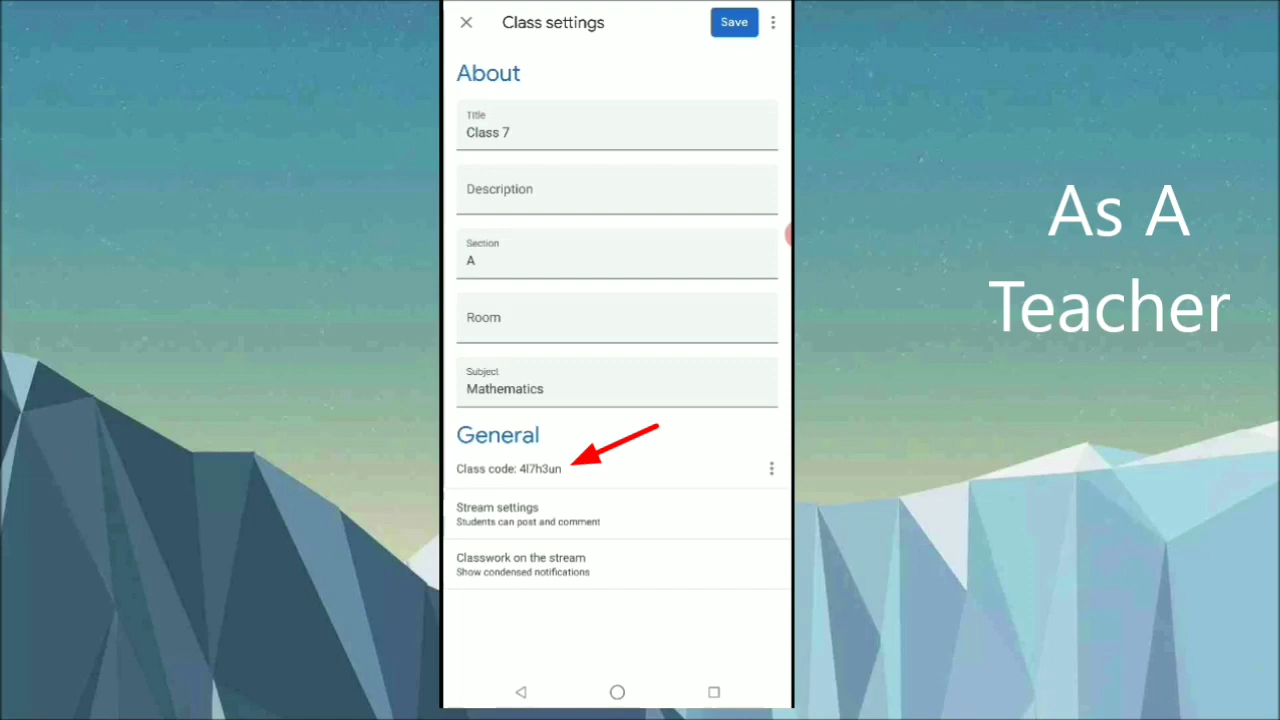 Class settings
Save
About
Title
Class 7
Description
Section
A
Room
Subject
Mathematics
General
Class code: 4l7h3un
Stream settings
Students can post and comment
Classwork on the stream
Show condensed notifications
As A
Teacher